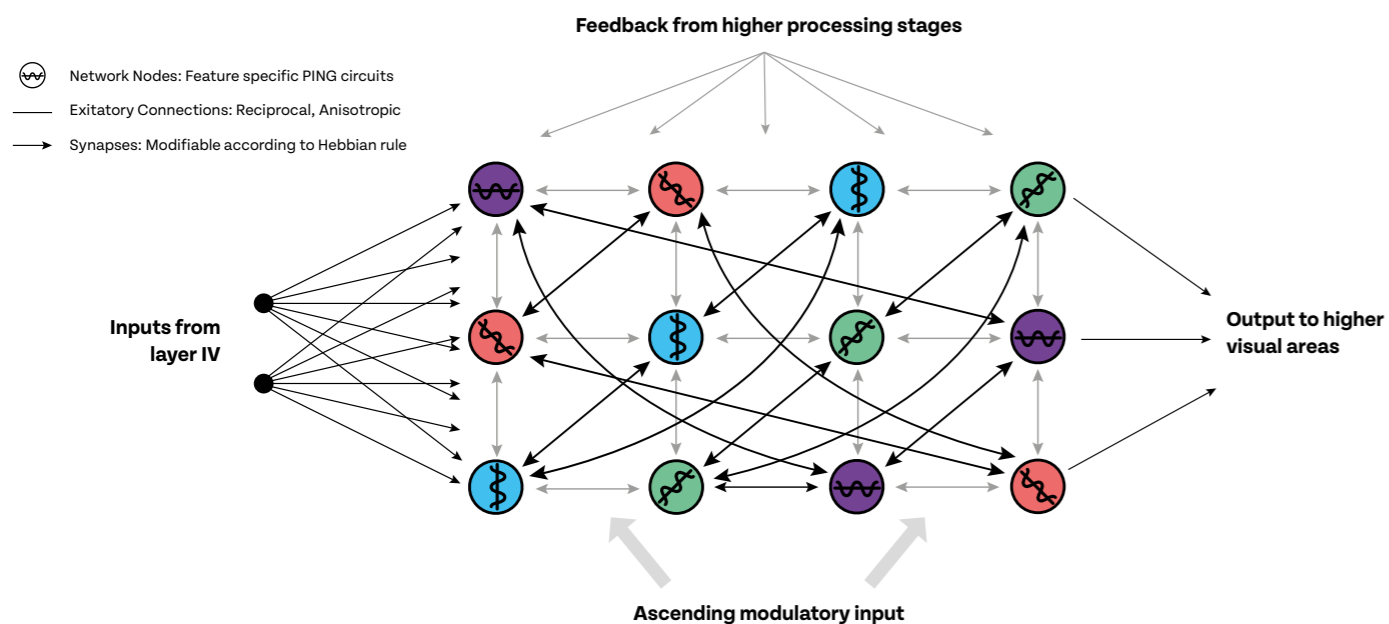 Feedback from higher processing stages
Network Nodes: Feature specific PING circuits
Exitatory Connections: Reciprocal, Anisotropic
Synapses: Modifiable according to Hebbian rule
Inputs from
layer IV
Output to higher
visual areas
Ascending modulatory input